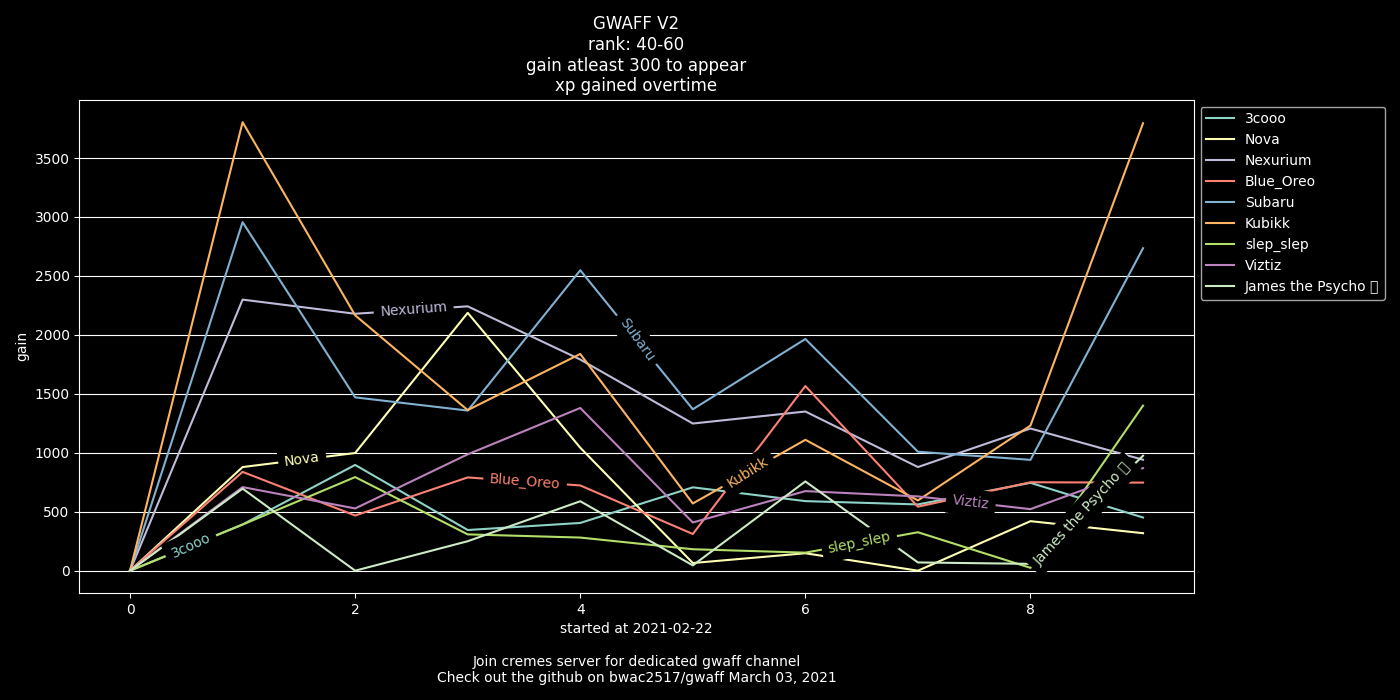 GWAFF V2
rank: 40-60
gain atleast 300 to appear
xp gained overtime
3cooo
Nova
Nexurium
Blue_Oreo
Subaru
Kubikk
slep_slep
Viztiz
James the Psycho
gain
3500
3000
2500
2000
1500
1000
500
0
Nexurium
Subaru
Nova
Blue_Oreo
Kubikk
Viztiz
3cooo
slep_slep
James the Psycho
0 2 4 6 8
started at 2021-02-22
Join cremes server for dedicated gwaff channel
Check out the github on bwac2517/gwaff March 03, 2021